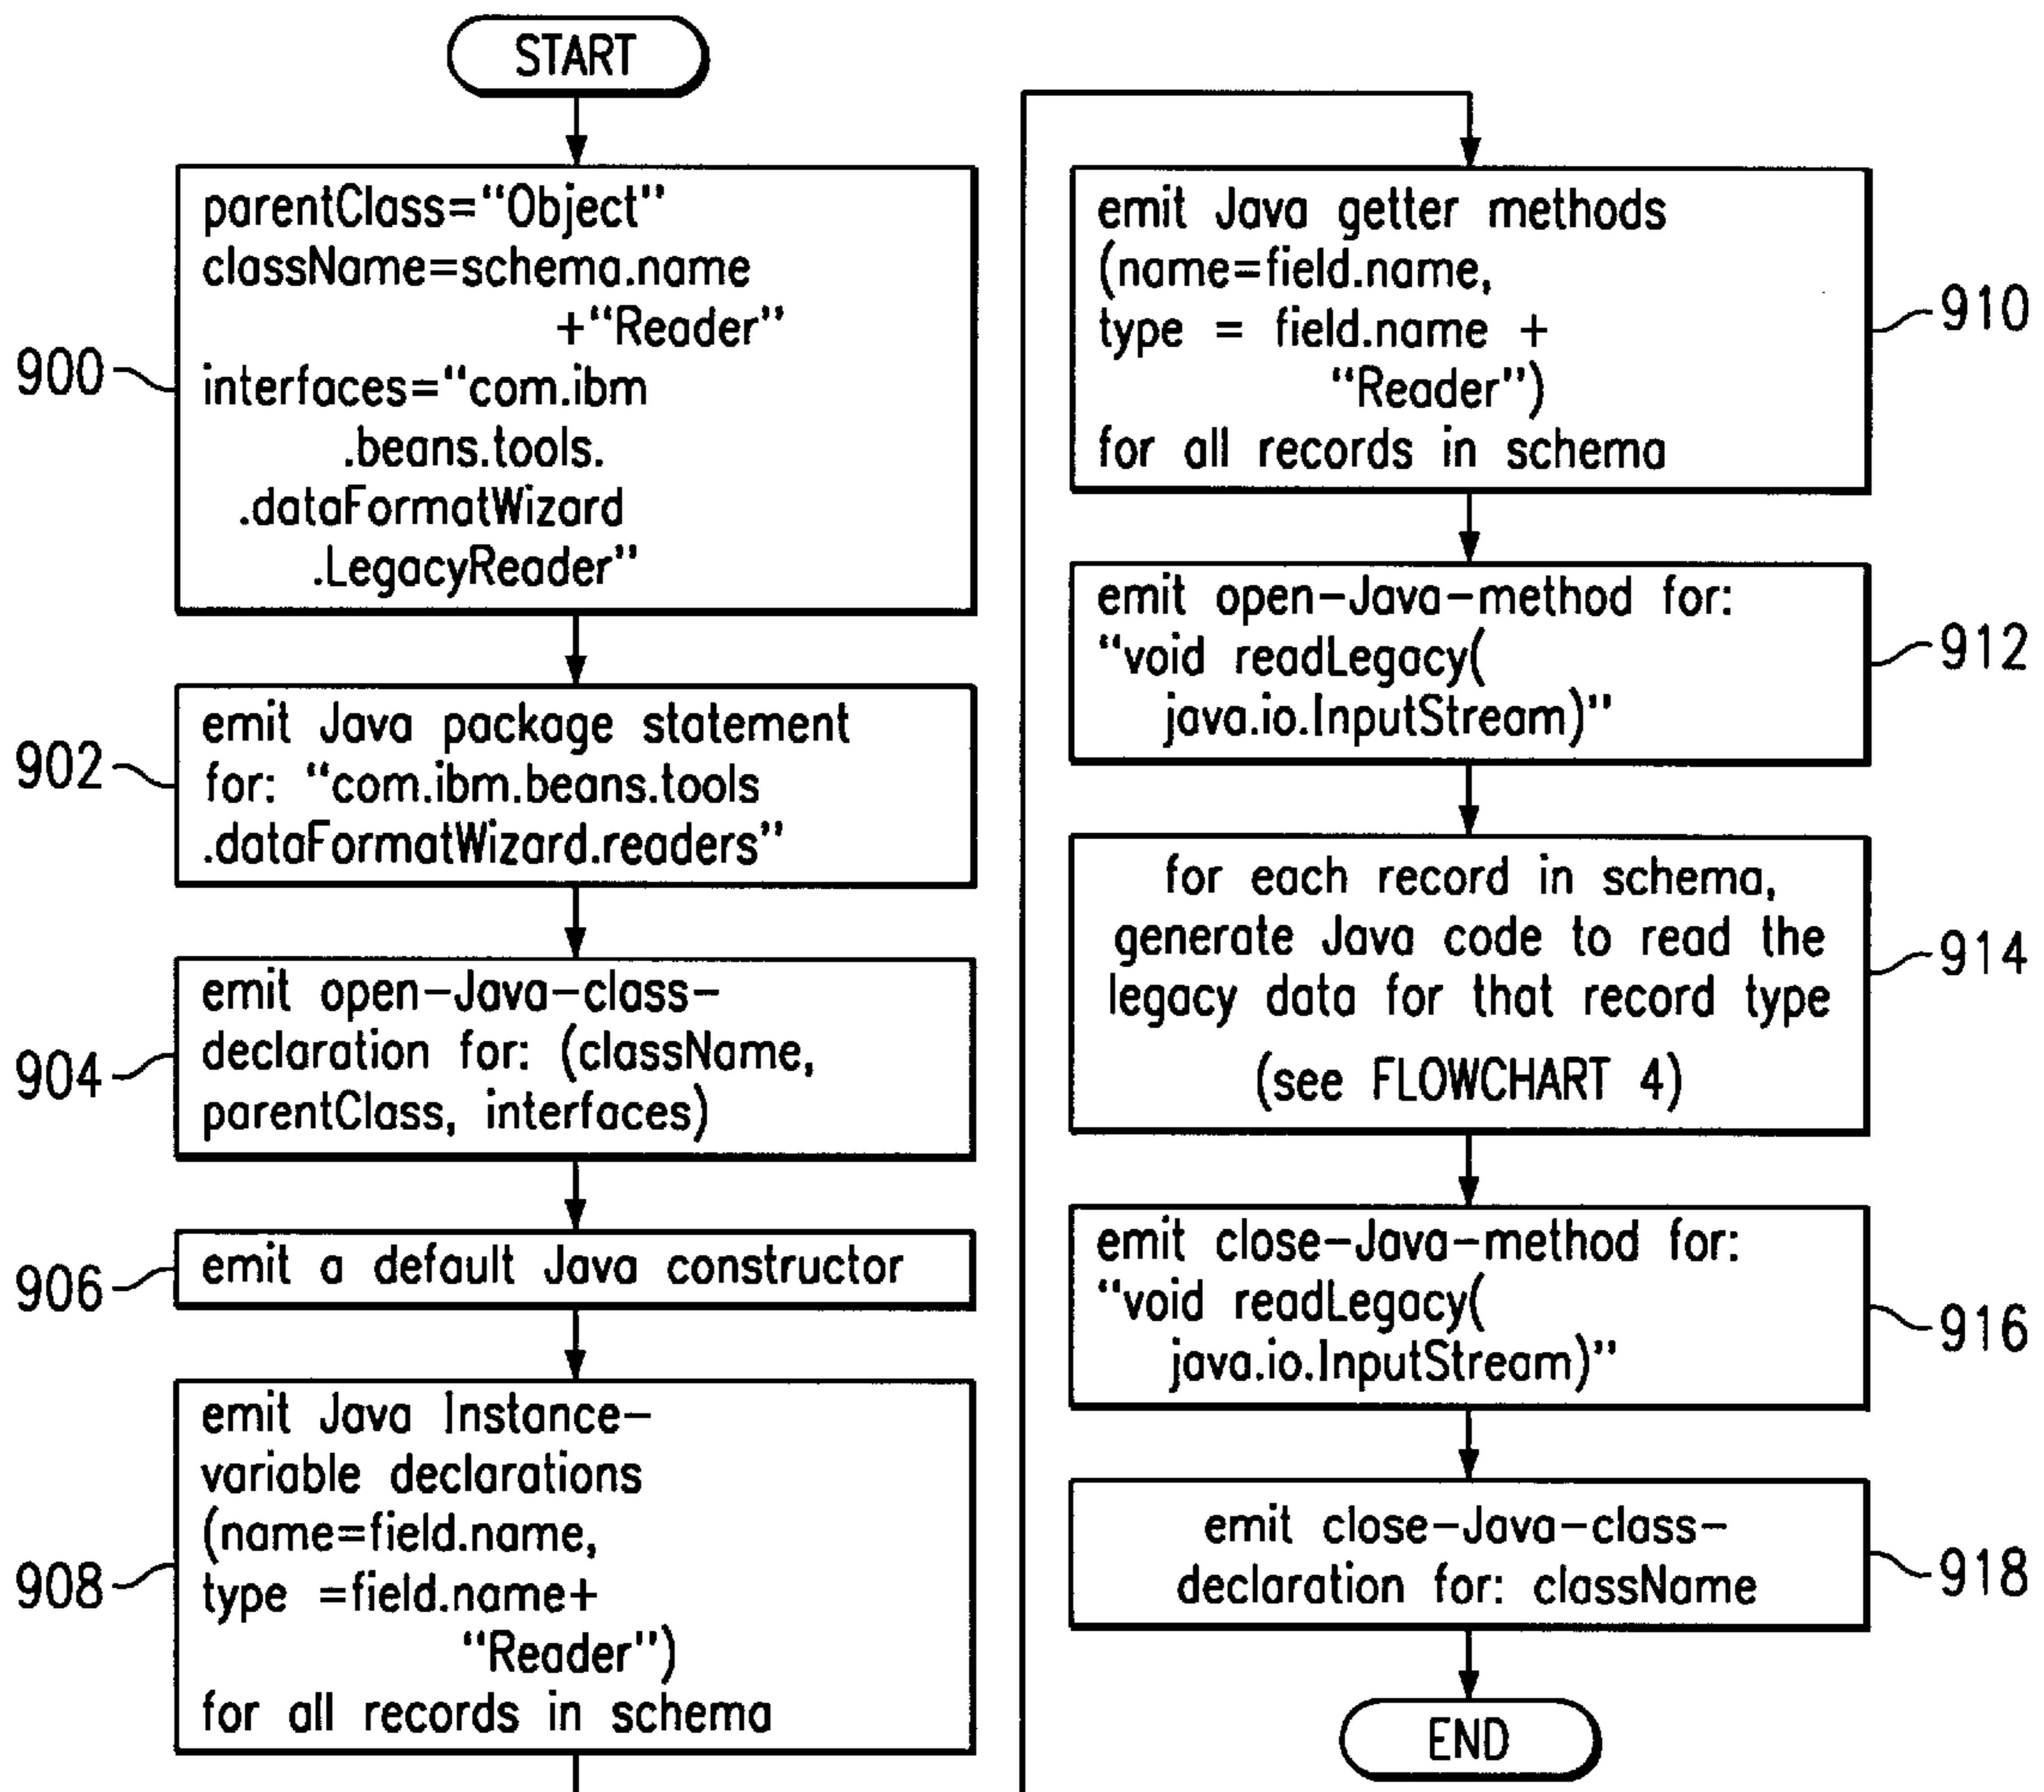 START
parentClass="Object"
className=schema.name
+"Reader"
interfaces="com.ibm
.beans.tools.
.dataFormatWizard
.LegacyReader"
900
emit Java package statement
for: "com.ibm.beans.tools
.dataFormatWizard.readers"
902
emit open-Java-class-
declaration for: (className,
parentClass, interfaces)
904
emit a default Java constructor
906
emit Java Instance-
variable declarations
(name=field.name,
type =field.name+
"Reader")
for all records in schema
908
emit Java getter methods
(name=field.name,
type = field.name +
"Reader")
for all records in schema
910
emit open-Java-method for:
"void readLegacy(
java.io.InputStream)"
912
for each record in schema,
generate Java code to read the
legacy data for that record type
(see FLOWCHART 4)
914
emit close-Java-method for:
"void readLegacy(
java.io.InputStream)"
916
emit close-Java-class-
declaration for: className
918
END